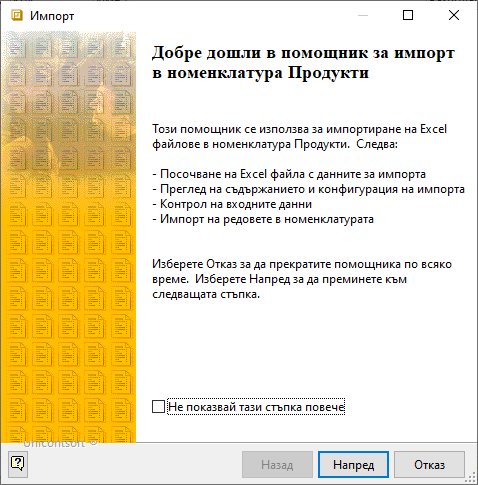 Импорт
Добре дошли в помощник за импорт
в номенклатура Продукти
Този помощник се използва за импортиране на Excel
файлове в номенклатура Продукти.  Следва:
- Посочване на Excel файла с данните за импорта
- Преглед на съдържанието и конфигурация на импорта
- Контрол на входните данни
- Импорт на редовете в номенклатурата
Изберете Отказ за да прекратите помощника по всяко
време.  Изберете Напред за да преминете към
следващата стъпка.
Не показвай тази стъпка повече
Unicontsoft ©
Назад
Напред
Отказ